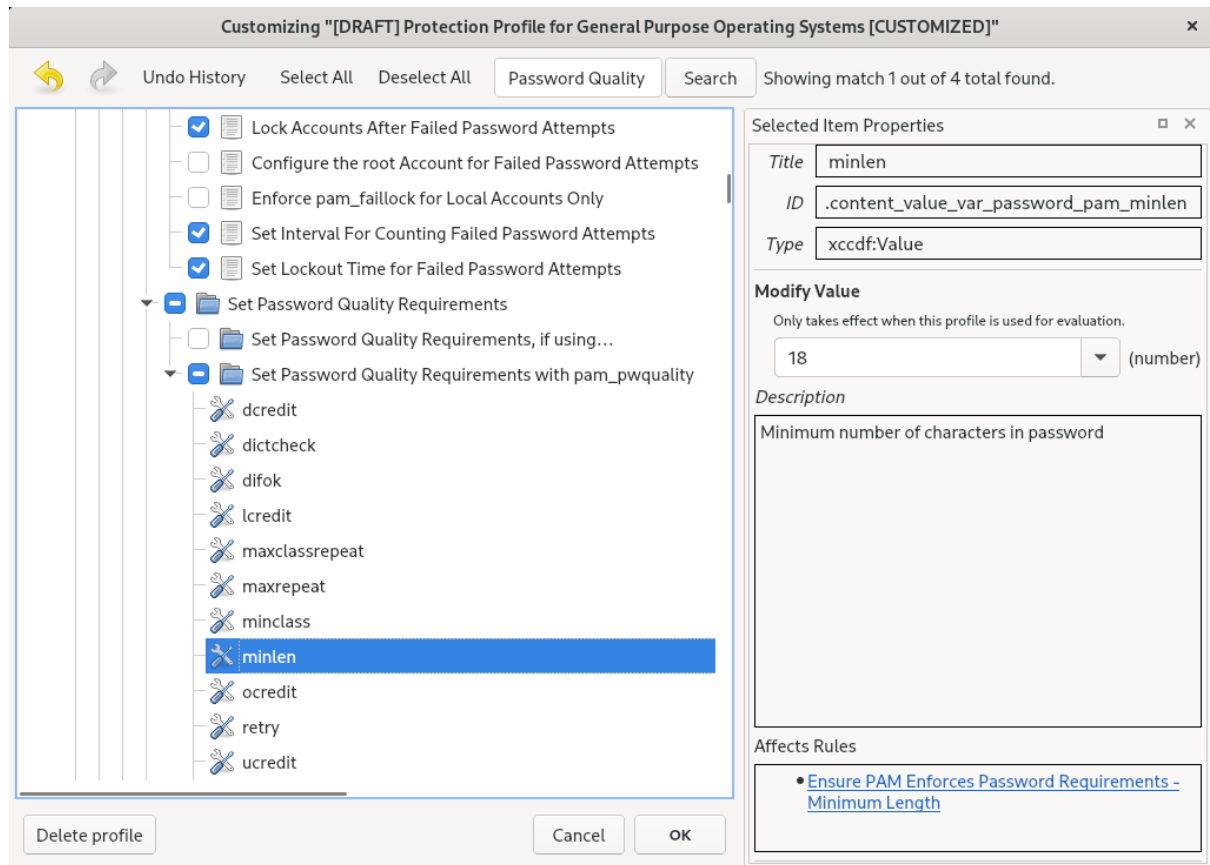 Customizing "[DRAFT] Protection Profile for General Purpose Operating Systems [CUSTOMIZED]"
Undo History Select All Deselect All Password Quality Search Showing match 1 out of 4 total found.
Lock Accounts After Failed Password Attempts
Configure the root Account for Failed Password Attempts
Enforce pam_faillock for Local Accounts Only
Set Interval For Counting Failed Password Attempts
Set Lockout Time for Failed Password Attempts
Set Password Quality Requirements
Set Password Quality Requirements, if using...
Set Password Quality Requirements with pam_pwquality
dcredit
dictcheck
difok
lcredit
maxclassrepeat
maxrepeat
minclass
minlen
ocredit
retry
ucredit
Delete profile Cancel OK
Selected Item Properties
Title minlen
ID .content_value_var_password_pam_minlen
Type xccdf:Value
Modify Value
Only takes effect when this profile is used for evaluation.
18 (number)
Description
Minimum number of characters in password
Affects Rules
Ensure PAM Enforces Password Requirements -
Minimum Length